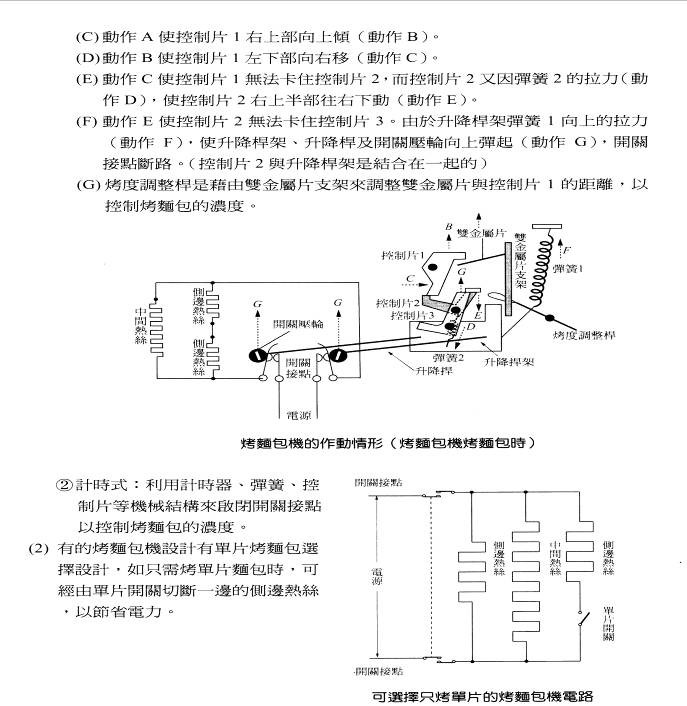 (C) 動作 A 使控制片 1 右上部向上傾（動作 B）。
(D) 動作 B 使控制片 1 左下部向右移（動作 C）。
(E) 動作 C 使控制片 1 無法卡住控制片 2，而控制片 2 又因彈簧 2 的拉力（動
作 D），使控制片 2 右上半部往右下動（動作 E）。
(F) 動作 E 使控制片 2 無法卡住控制片 3。由於升降桿架彈簧 1 向上的拉力
（動作 F），使升降桿架、升降桿及開關壓輪向上彈起（動作 G），開關
接點斷路。（控制片 2 與升降桿架是結合在一起的）
(G) 烤度調整桿是藉由雙金屬片支架來調整雙金屬片與控制片 1 的距離，以
控制烤麵包的濃度。
B
雙金屬片
雙金屬片支架
F
控制片1
G
彈簧1
C
側邊熱絲
控制片2
G
G
控制片3
E
中間熱絲
開關壓輪
D
烤度調整桿
側邊熱絲
開關
接點
彈簧2
升降桿架
升降桿
電源
烤麵包機的作動情形（烤麵包機烤麵包時）
②計時式：利用計時器、彈簧、控
制片等機械結構來啟閉開關接點
以控制烤麵包的濃度。
(2) 有的烤麵包機設計有單片烤麵包選
擇設計，如只需烤單片麵包時，可
經由單片開關切斷一邊的側邊熱絲
，以節省電力。
開關接點
電源
側邊熱絲
中間熱絲
側邊熱絲
單片開關
開關接點
可選擇只烤單片的烤麵包機電路